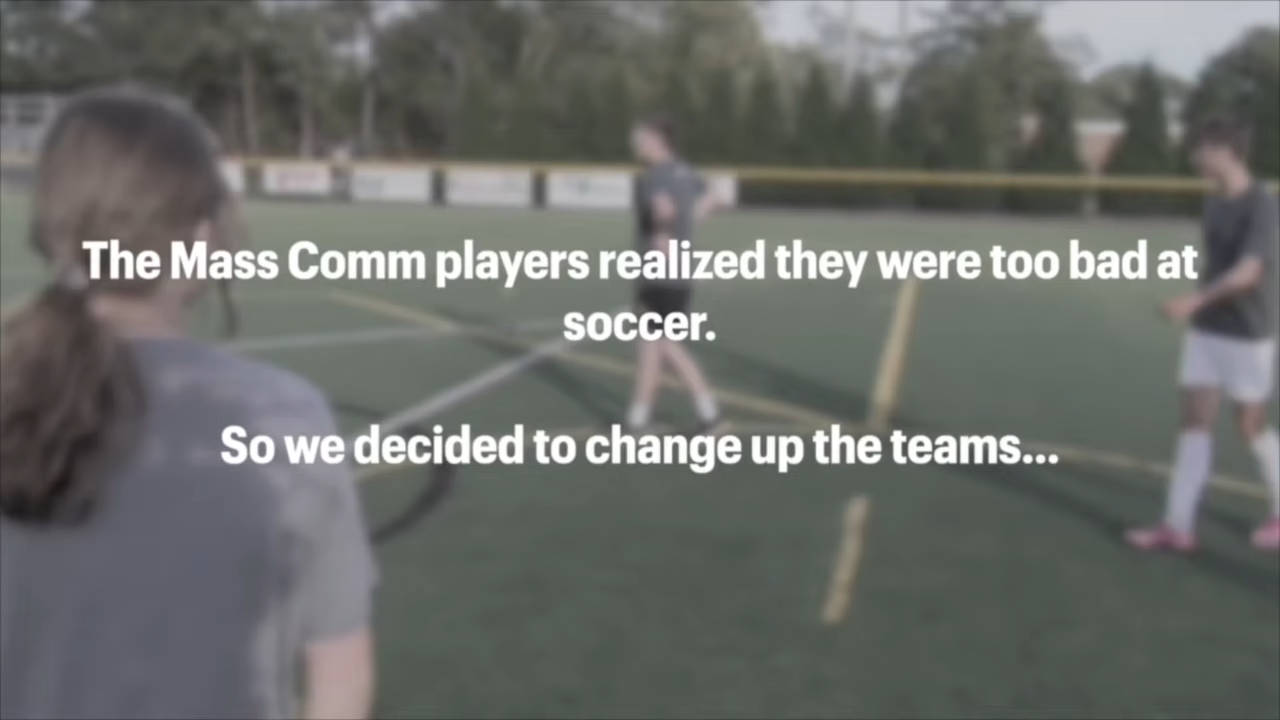 The Mass Comm players realized they were too bad at
soccer.
So we decided to change up the teams...